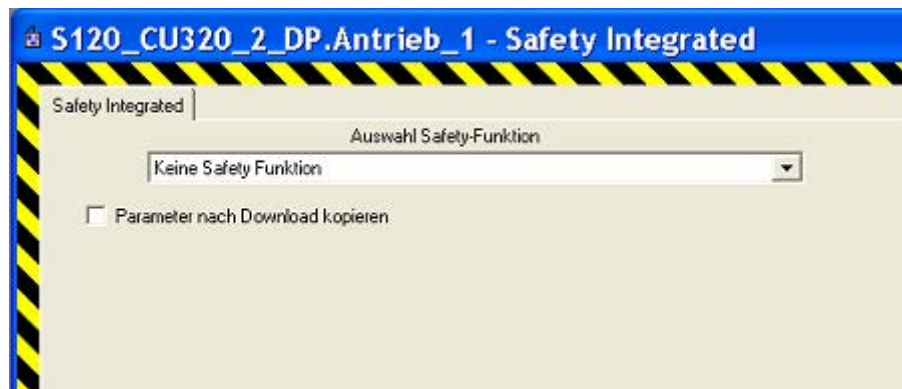 S120_CU320_2_DP.Antrieb_1 - Safety Integrated
Safety Integrated
Auswahl Safety-Funktion
Keine Safety Funktion
Parameter nach Download kopieren